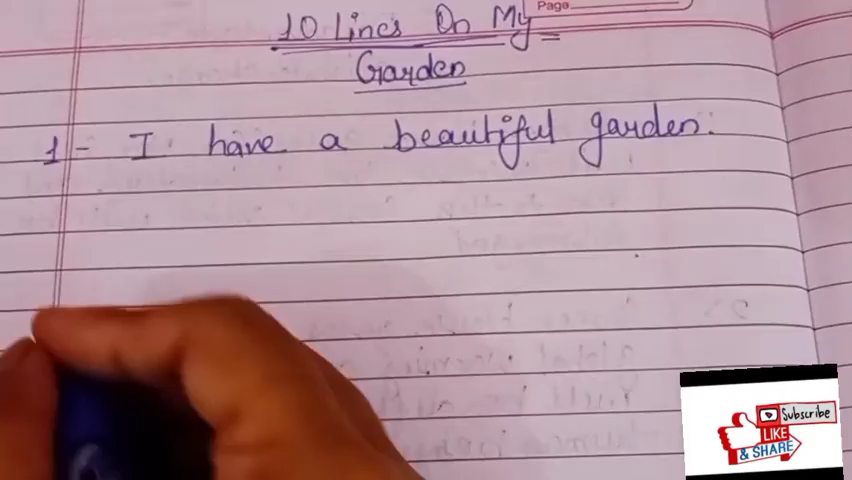 Page
10 Lines On My
Garden
1- I have a beautiful garden.
Subscribe
LIKE
& SHARE